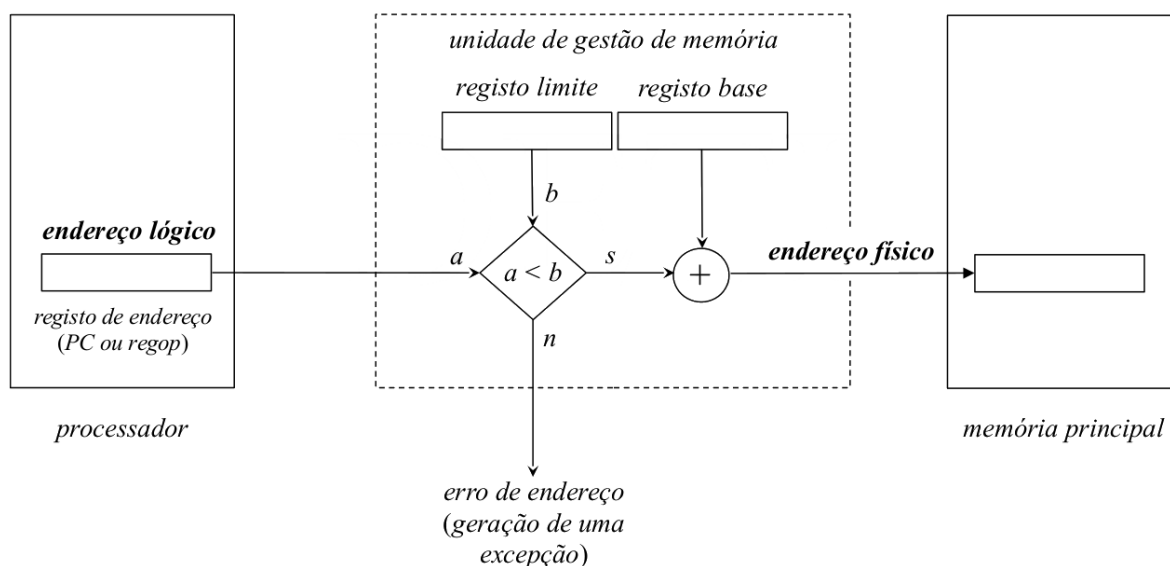 unidade de gestão de memória
registo limite
registo base
b
endereço lógico
a
a < b
s
+
endereço físico
registo de endereço
(PC ou regop)
n
processador
memória principal
erro de endereço
(geração de uma
excepção)